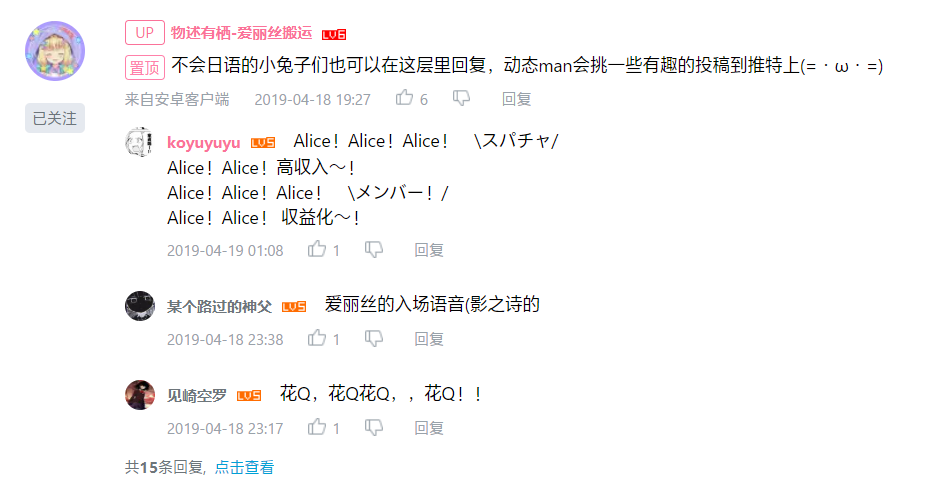 UP 物述有栖-爱丽丝搬运 LV6
置顶 不会日语的小兔子们也可以在这层里回复，动态man会挑一些有趣的投稿到推特上(=・ω・=)
已关注
来自安卓客户端 2019-04-18 19:27 6 回复
koyuyuyu LV5 Alice！Alice！Alice！ \スパチャ/
Alice！Alice！高収入～！
Alice！Alice！Alice！ \メンバー！/
Alice！Alice！ 収益化～！
2019-04-19 01:08 1 回复
某个路过的神父 LV5 爱丽丝的入场语音(影之诗的
2019-04-18 23:38 1 回复
见崎空罗 LV5 花Q，花Q花Q，，花Q！！
2019-04-18 23:17 1 回复
共15条回复, 点击查看